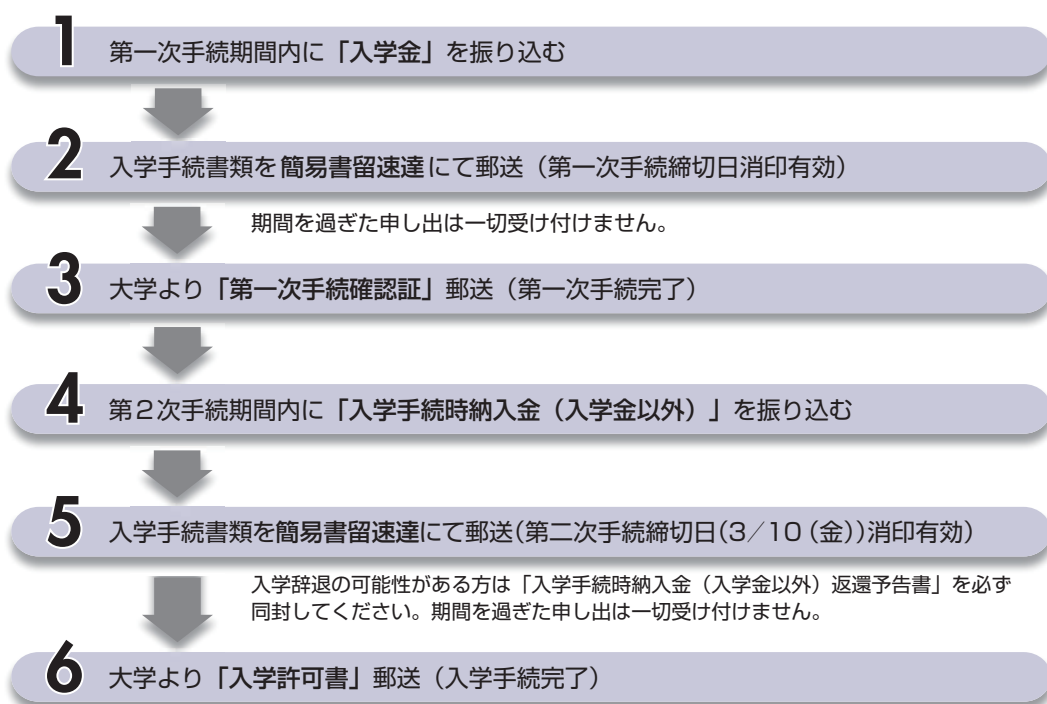 1 第一次手続期間内に「入学金」を振り込む
2 入学手続書類を簡易書留速達にて郵送（第一次手続締切日消印有効）
期間を過ぎた申し出は一切受け付けません。
3 大学より「第一次手続確認証」郵送（第一次手続完了）
4 第２次手続期間内に「入学手続時納入金（入学金以外）」を振り込む
5 入学手続書類を簡易書留速達にて郵送(第二次手続締切日(3／10（金))消印有効）
入学辞退の可能性がある方は「入学手続時納入金（入学金以外）返還予告書」を必ず
同封してください。期間を過ぎた申し出は一切受け付けません。
6 大学より「入学許可書」郵送（入学手続完了）